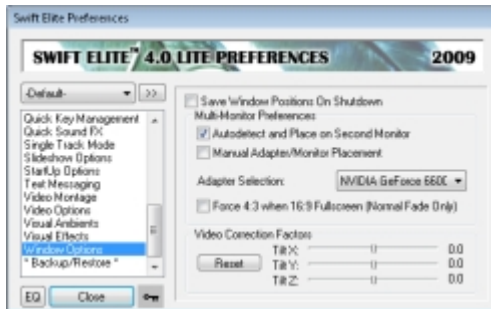 Swift Elite Preferences
SWIFT ELITE™ 4.0 LITE PREFERENCES 2009
-Default-
>>
Quick Key Management
Quick Sound FX
Single Track Mode
Slideshow Options
StartUp Options
Text Messaging
Video Montage
Video Options
Visual Ambients
Visual Effects
Window Options
* Backup/Restore *
EQ
Close
Save Window Positions On Shutdown
Multi-Monitor Preferences
Autodetect and Place on Second Monitor
Manual Adapter/Monitor Placement
Adapter Selection: NVIDIA GeForce
Force 4:3 when 16:9 Fullscreen (Normal Fade Only)
Video Correction Factors
Reset
Tilt X: 0.0
Tilt Y: 0.0
Tilt Z: 0.0